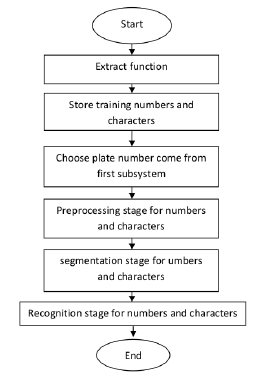 Start
Extract function
Store training numbers and
characters
Choose plate number come from
first subsystem
Preprocessing stage for numbers
and characters
segmentation stage for umbers
and characters
Recognition stage for numbers and characters
End